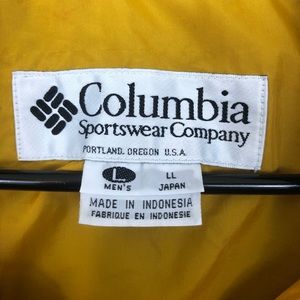 Columbia
Sportswear Company
PORTLAND, OREGON U.S.A.
L LL
MEN'S JAPAN
MADE IN INDONESIA
FABRIQUE EN INDONESIE